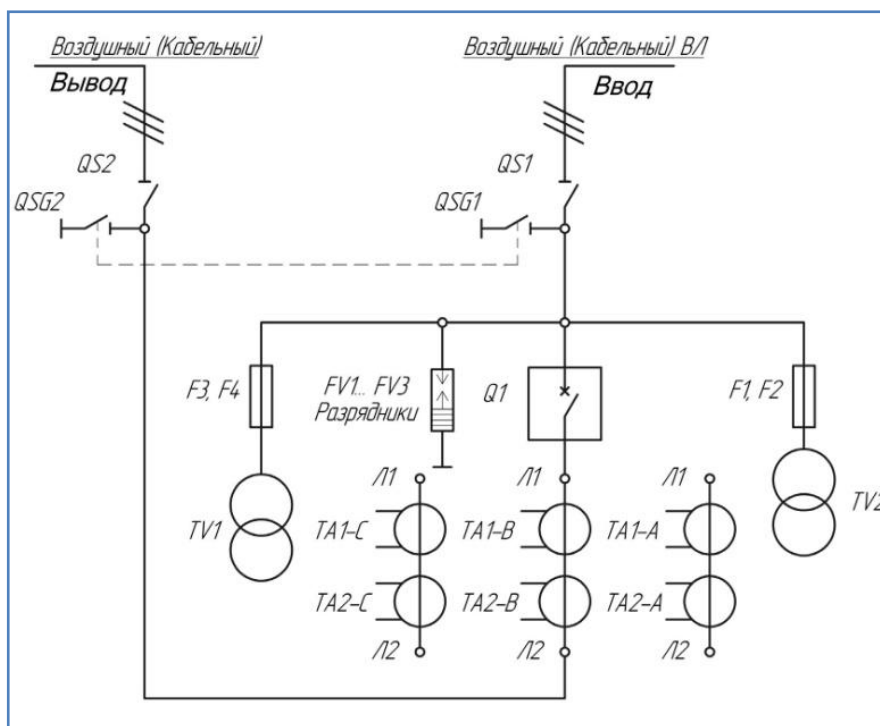 Воздушный (Кабельный)
Вывод
Воздушный (Кабельный) ВЛ
Ввод
QS2
QS1
QSG2
QSG1
F3, F4
FV1... FV3
Разрядники
Q1
F1, F2
TV1
TV2
Л1
Л1
Л1
TA1-C
TA1-B
TA1-A
TA2-C
TA2-B
TA2-A
Л2
Л2
Л2